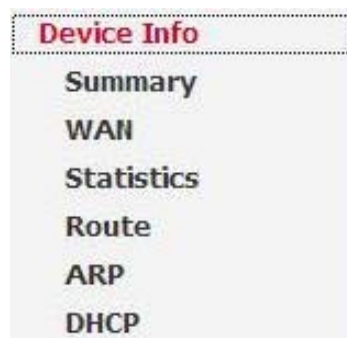 Device Info
Summary
WAN
Statistics
Route
ARP
DHCP